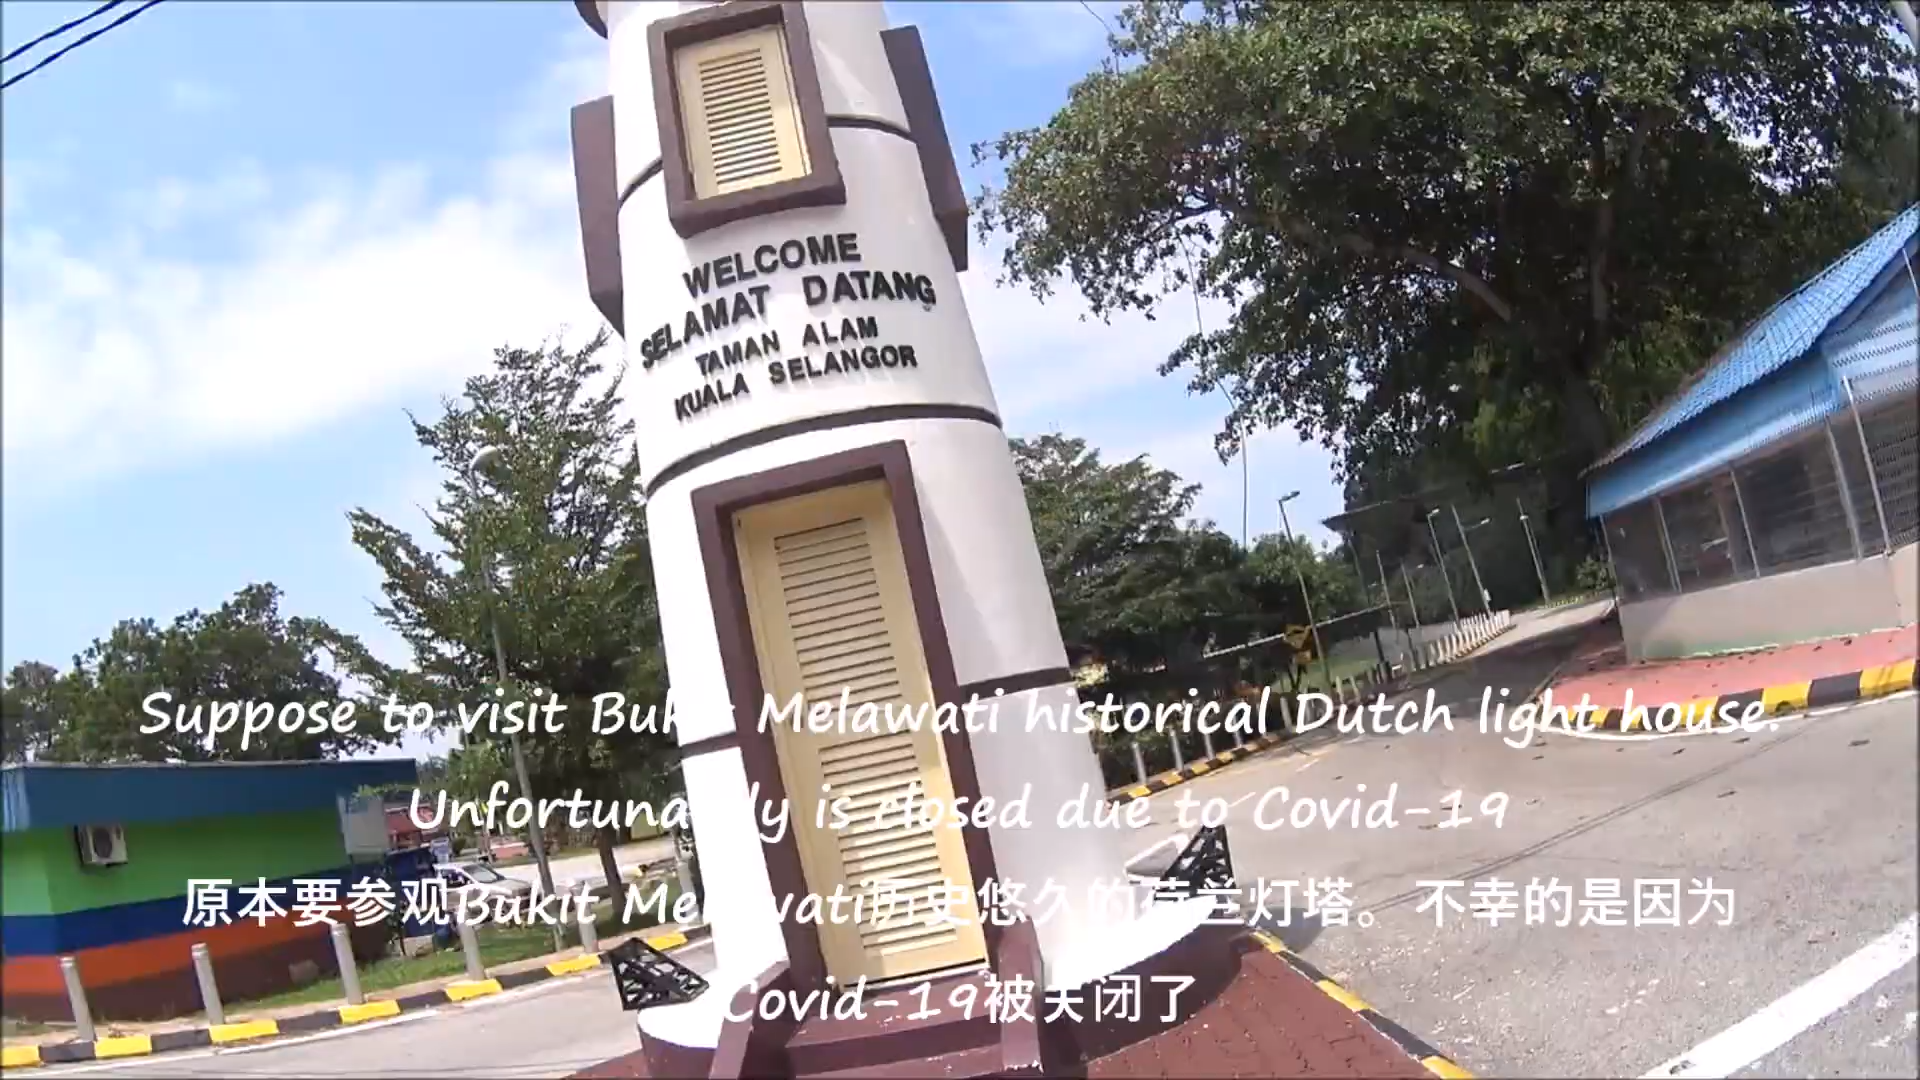 WELCOME
SELAMAT DATANG
TAMAN ALAM
KUALA SELANGOR
Suppose to visit Bukit Melawati historical Dutch light house.
Unfortunately is closed due to Covid-19
原本要参观Bukit Melawati历史悠久的荷兰灯塔。不幸的是因为
Covid-19被关闭了